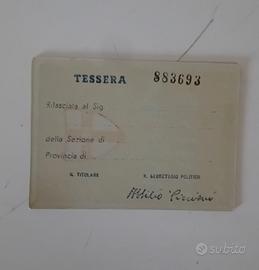 TESSERA 883693
Rilasciata al Sig.
della Sezione di
Provincia di
IL TITOLARE IL SEGRETARIO POLITICO
subito